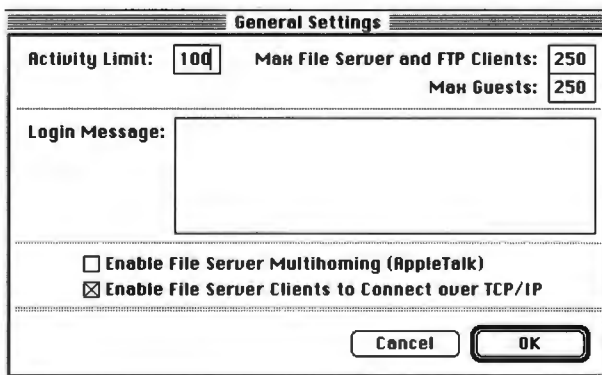 General Settings
Activity Limit: 100 Max File Server and FTP Clients: 250
Max Guests: 250
Login Message:
Enable File Server Multihoming (AppleTalk)
Enable File Server Clients to Connect over TCP/IP
Cancel OK